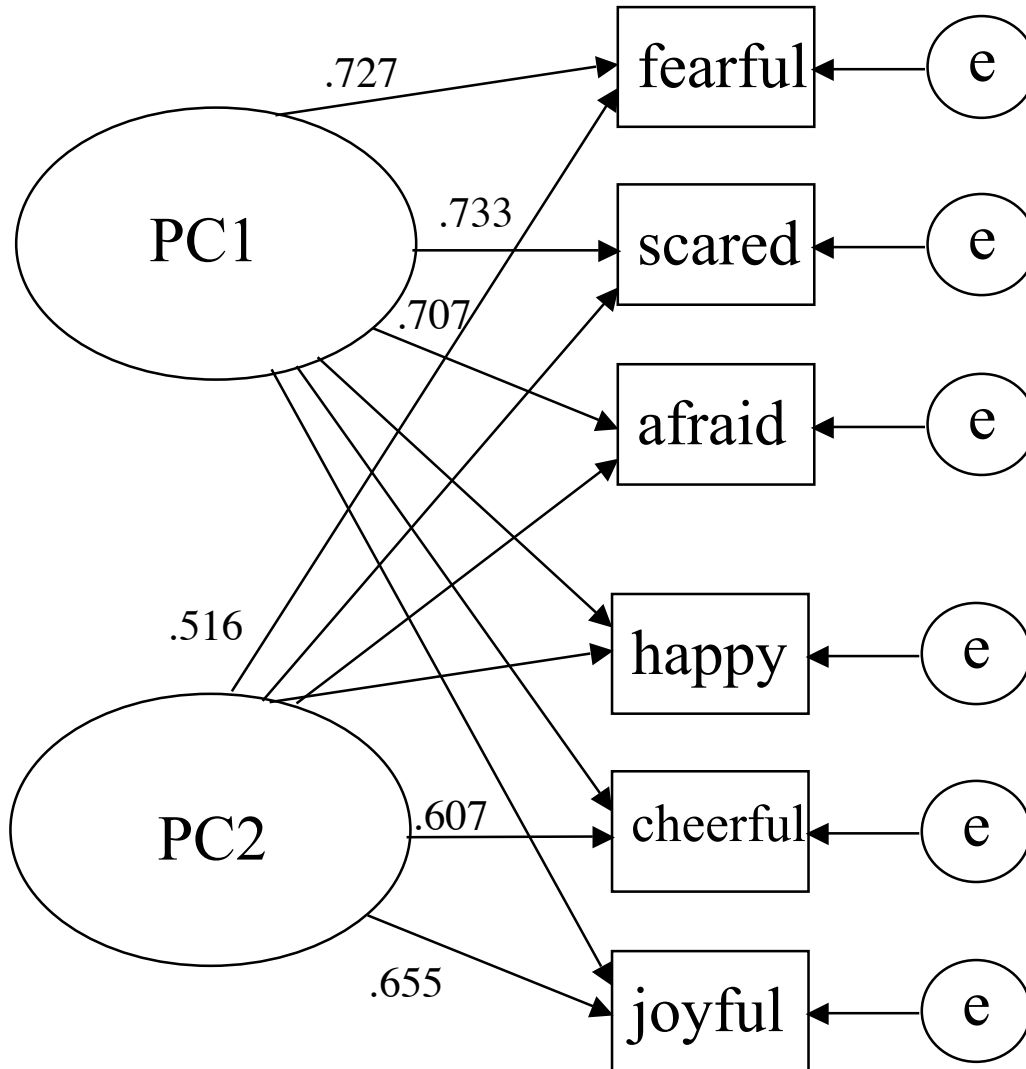 .727
fearful
e
PC1
.733
scared
e
.707
afraid
e
.516
happy
e
PC2
.607
cheerful
e
.655
joyful
e